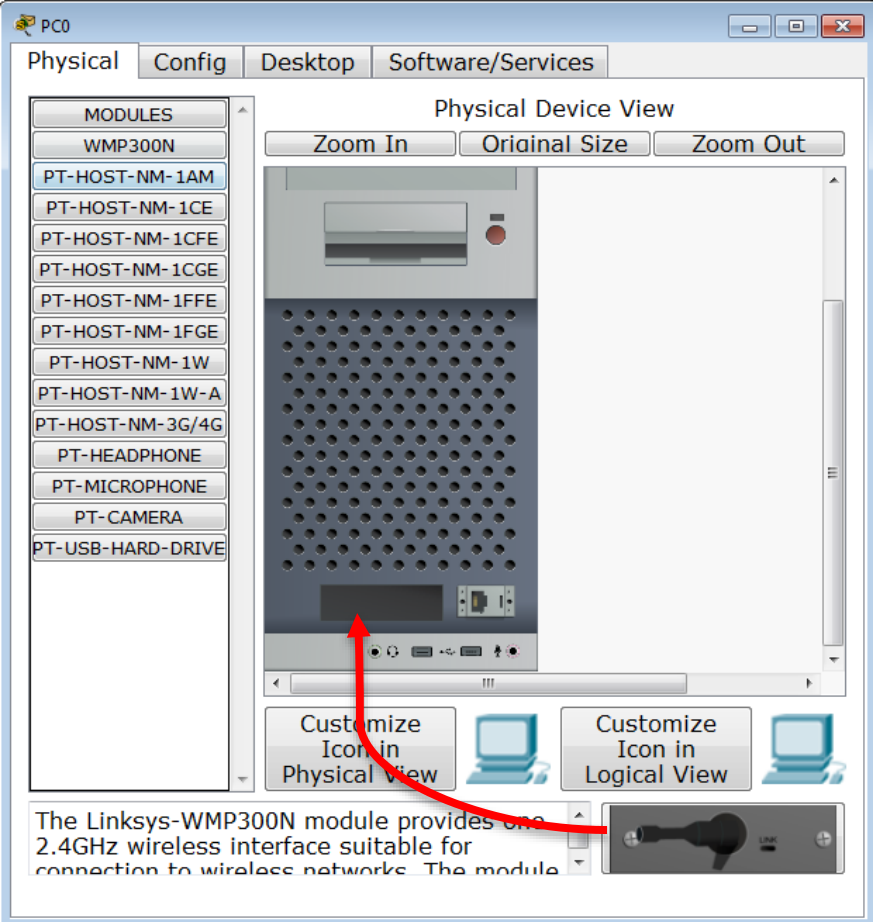 PC0
Physical
Config
Desktop
Software/Services
MODULES
WMP300N
PT-HOST-NM-1AM
PT-HOST-NM-1CE
PT-HOST-NM-1CFE
PT-HOST-NM-1CGE
PT-HOST-NM-1FFE
PT-HOST-NM-1FGE
PT-HOST-NM-1W
PT-HOST-NM-1W-A
PT-HOST-NM-3G/4G
PT-HEADPHONE
PT-MICROPHONE
PT-CAMERA
PT-USB-HARD-DRIVE
Physical Device View
Zoom In
Original Size
Zoom Out
Customize
Icon in
Physical View
Customize
Icon in
Logical View
The Linksys-WMP300N module provides one
2.4GHz wireless interface suitable for
connection to wireless networks. The module
LINK